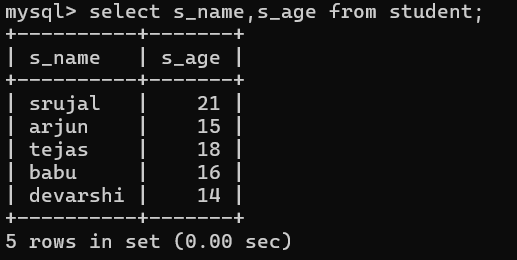 mysql> select s_name,s_age from student;
+----------+-------+
| s_name   | s_age |
+----------+-------+
| srujal   |    21 |
| arjun    |    15 |
| tejas    |    18 |
| babu     |    16 |
| devarshi |    14 |
+----------+-------+
5 rows in set (0.00 sec)